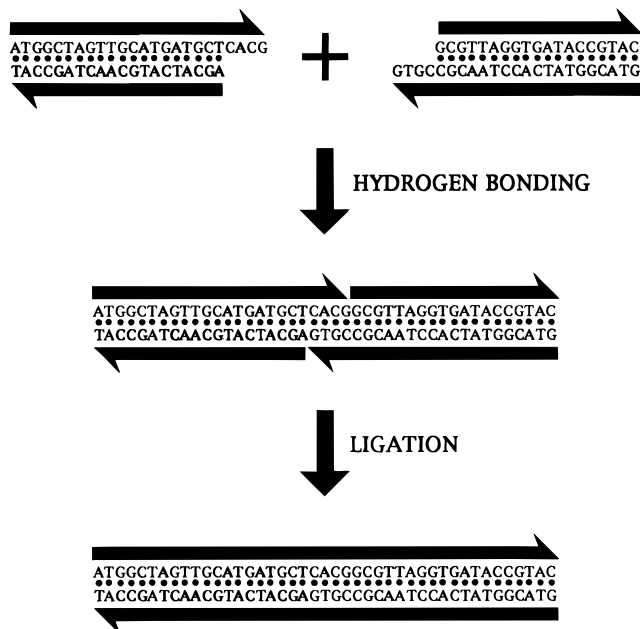 ATGGCTAGTTGCATGATGCTCACG
TACCGATCAACGTACTACGA
+
GCGTTAGGTGATACCGTAC
GTGCCGCAATCCACTATGGCATG
HYDROGEN BONDING
ATGGCTAGTTGCATGATGCTCACGGCGTTAGGTGATACCGTAC
TACCGATCAACGTACTACGAGTGCCGCAATCCACTATGGCATG
LIGATION
ATGGCTAGTTGCATGATGCTCACGGCGTTAGGTGATACCGTAC
TACCGATCAACGTACTACGAGTGCCGCAATCCACTATGGCATG